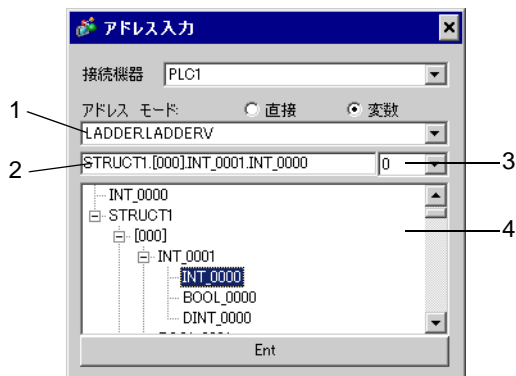 アドレス入力
接続機器 PLC1
1
アドレス モード: 直接 変数
LADDER.LADDERV
2
STRUCT1.[000].INT_0001.INT_0000 0
3
INT_0000
STRUCT1
4
[000]
INT_0001
INT_0000
BOOL_0000
DINT_0000
Ent